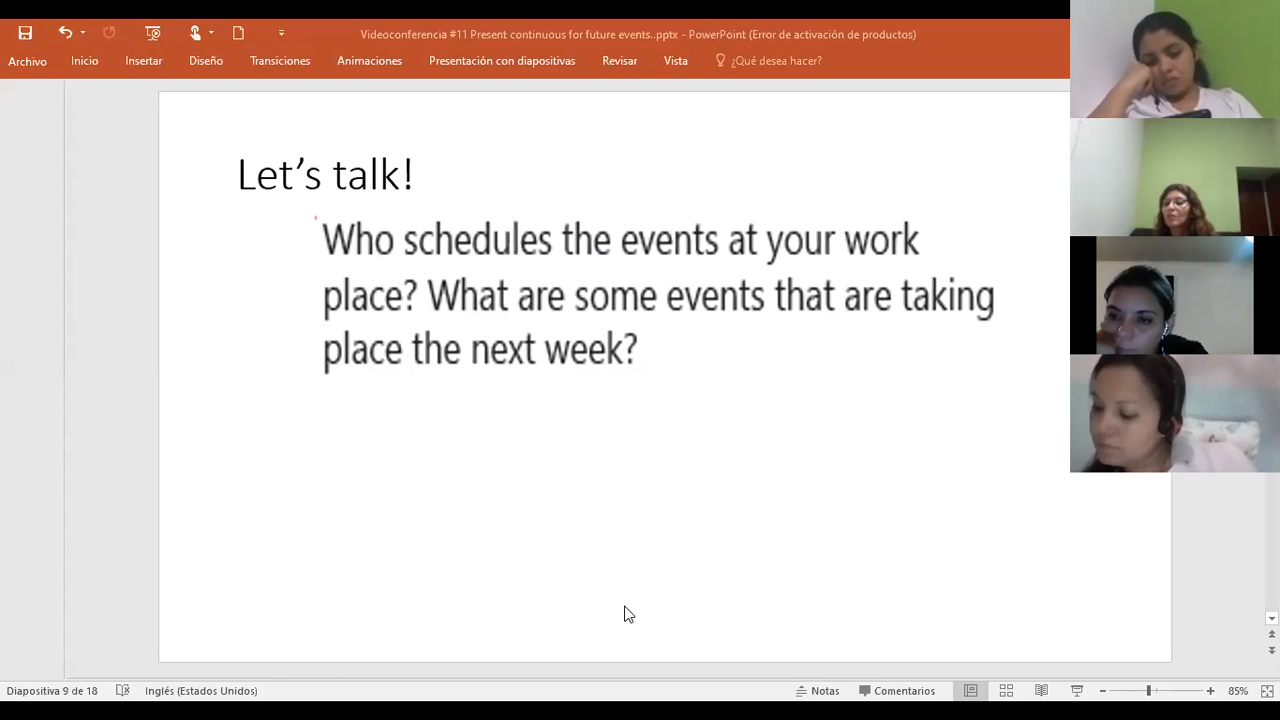 Videoconferencia #11 Present continuous for future events..pptx - PowerPoint (Error de activación de productos)
Archivo Inicio Insertar Diseño Transiciones Animaciones Presentación con diapositivas Revisar Vista ¿Qué desea hacer?
Let's talk!
Who schedules the events at your work
place? What are some events that are taking
place the next week?
Diapositiva 9 de 18 Inglés (Estados Unidos) Notas Comentarios 85%